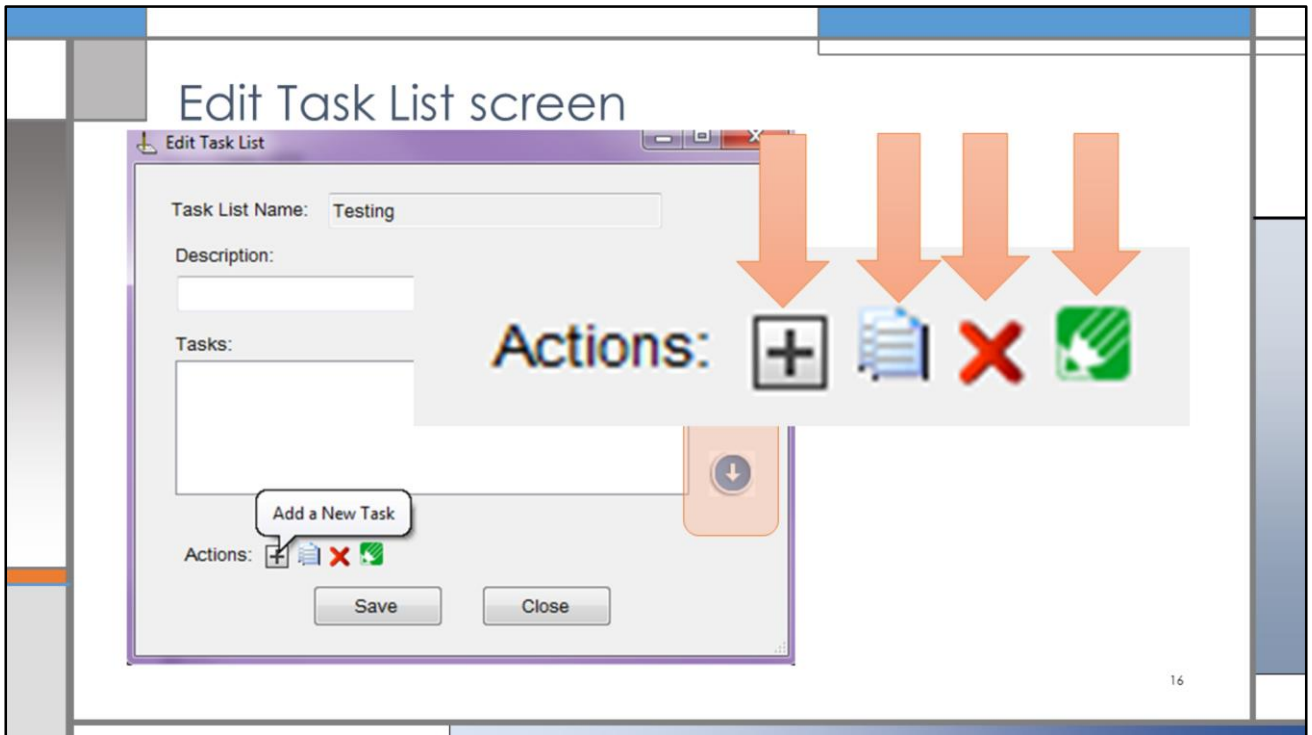 Edit Task List screen
Edit Task List
Task List Name: Testing
Description:
Tasks:
Actions:
Add a New Task
Actions:
Save Close
16